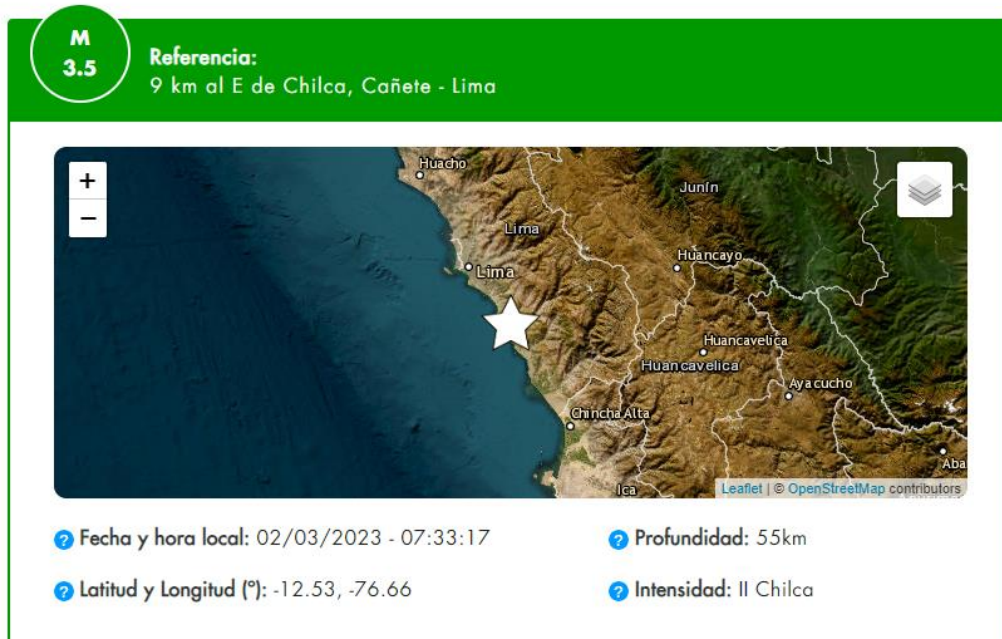 M
3.5
Referencia:
9 km al E de Chilca, Cañete - Lima
+
−
Huacho
Junín
Lima
Huancayo
Lima
Huancavelica
Huancavelica
Ayacucho
Chincha Alta
Aba
Ica
Leaflet | © OpenStreetMap contributors
? Fecha y hora local: 02/03/2023 - 07:33:17
? Profundidad: 55km
? Latitud y Longitud (º): -12.53, -76.66
? Intensidad: II Chilca